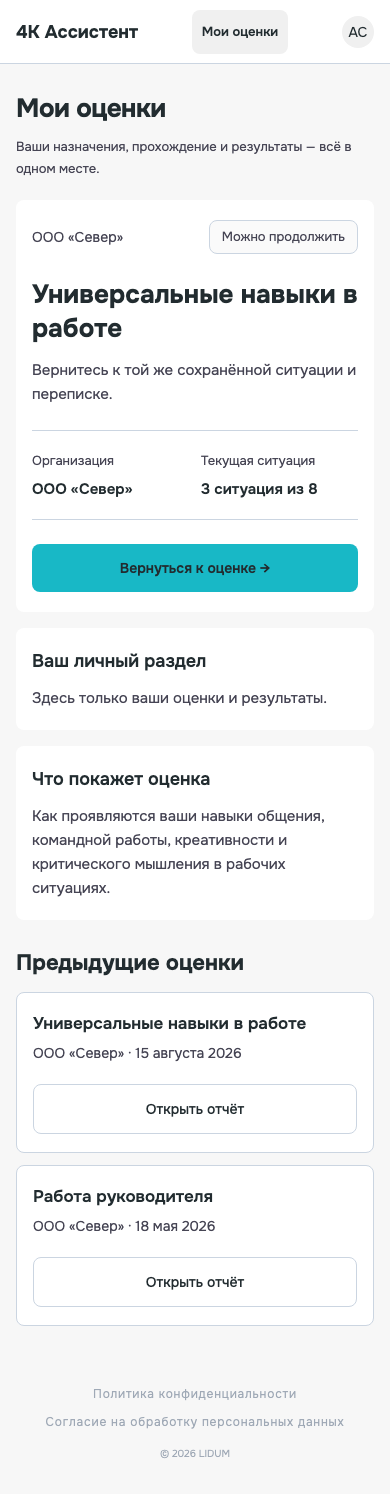 4К Ассистент
Мои оценки
АС
Мои оценки
Ваши назначения, прохождение и результаты — всё в
одном месте.
ООО «Север»
Можно продолжить
Универсальные навыки в
работе
Вернитесь к той же сохранённой ситуации и
переписке.
Организация
Текущая ситуация
ООО «Север»
3 ситуация из 8
Вернуться к оценке →
Ваш личный раздел
Здесь только ваши оценки и результаты.
Что покажет оценка
Как проявляются ваши навыки общения,
командной работы, креативности и
критического мышления в рабочих
ситуациях.
Предыдущие оценки
Универсальные навыки в работе
ООО «Север» · 15 августа 2026
Открыть отчёт
Работа руководителя
ООО «Север» · 18 мая 2026
Открыть отчёт
Политика конфиденциальности
Согласие на обработку персональных данных
© 2026 LIDUM